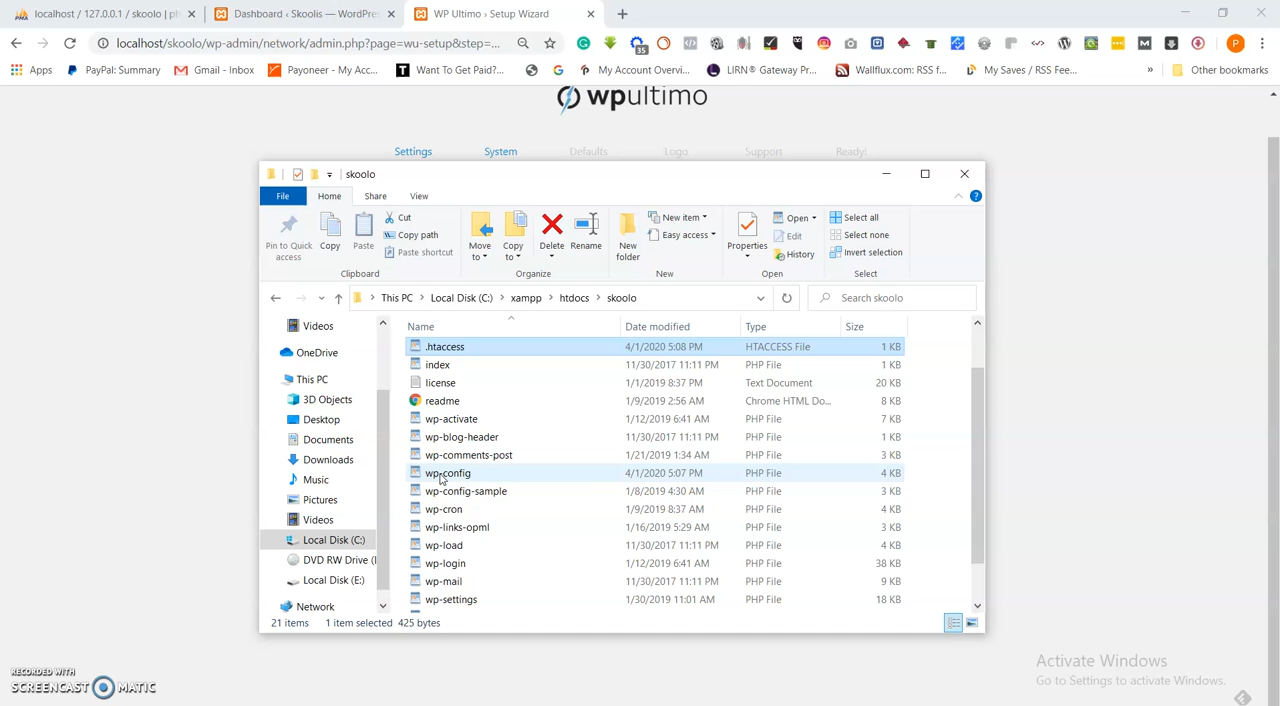 localhost / 127.0.0.1 / skoolo | pl
Dashboard ‹ Skoolis — WordPres
WP Ultimo › Setup Wizard
localhost/skoolo/wp-admin/network/admin.php?page=wu-setup&step=...
35
P
Apps
PayPal: Summary
Gmail - Inbox
Payoneer - My Acc...
Want To Get Paid?...
My Account Overvi...
LIRN® Gateway Pr...
Wallflux.com: RSS f...
My Saves / RSS Fee...
»
Other bookmarks
wpultimo
Settings
System
Defaults
Logo
Support
Ready!
skoolo
File
Home
Share
View
Pin to Quick access
Copy
Paste
Cut
Copy path
Paste shortcut
Clipboard
Move to
Copy to
Delete
Rename
Organize
New folder
New item
Easy access
New
Properties
Open
Edit
History
Open
Select all
Select none
Invert selection
Select
This PC > Local Disk (C:) > xampp > htdocs > skoolo
Search skoolo
Videos
OneDrive
This PC
3D Objects
Desktop
Documents
Downloads
Music
Pictures
Videos
Local Disk (C:)
DVD RW Drive (
Local Disk (E:)
Network
Name Date modified Type Size
.htaccess 4/1/2020 5:08 PM HTACCESS File 1 KB
index 11/30/2017 11:11 PM PHP File 1 KB
license 1/1/2019 8:37 PM Text Document 20 KB
readme 1/9/2019 2:56 AM Chrome HTML Do... 8 KB
wp-activate 1/12/2019 6:41 AM PHP File 7 KB
wp-blog-header 11/30/2017 11:11 PM PHP File 1 KB
wp-comments-post 1/21/2019 1:34 AM PHP File 3 KB
wp-config 4/1/2020 5:07 PM PHP File 4 KB
wp-config-sample 1/8/2019 4:30 AM PHP File 3 KB
wp-cron 1/9/2019 8:37 AM PHP File 4 KB
wp-links-opml 1/16/2019 5:29 AM PHP File 3 KB
wp-load 11/30/2017 11:11 PM PHP File 4 KB
wp-login 1/12/2019 6:41 AM PHP File 38 KB
wp-mail 11/30/2017 11:11 PM PHP File 9 KB
wp-settings 1/30/2019 11:01 AM PHP File 18 KB
21 items 1 item selected 425 bytes
Activate Windows
Go to Settings to activate Windows.
RECORDED WITH
SCREENCAST MATIC